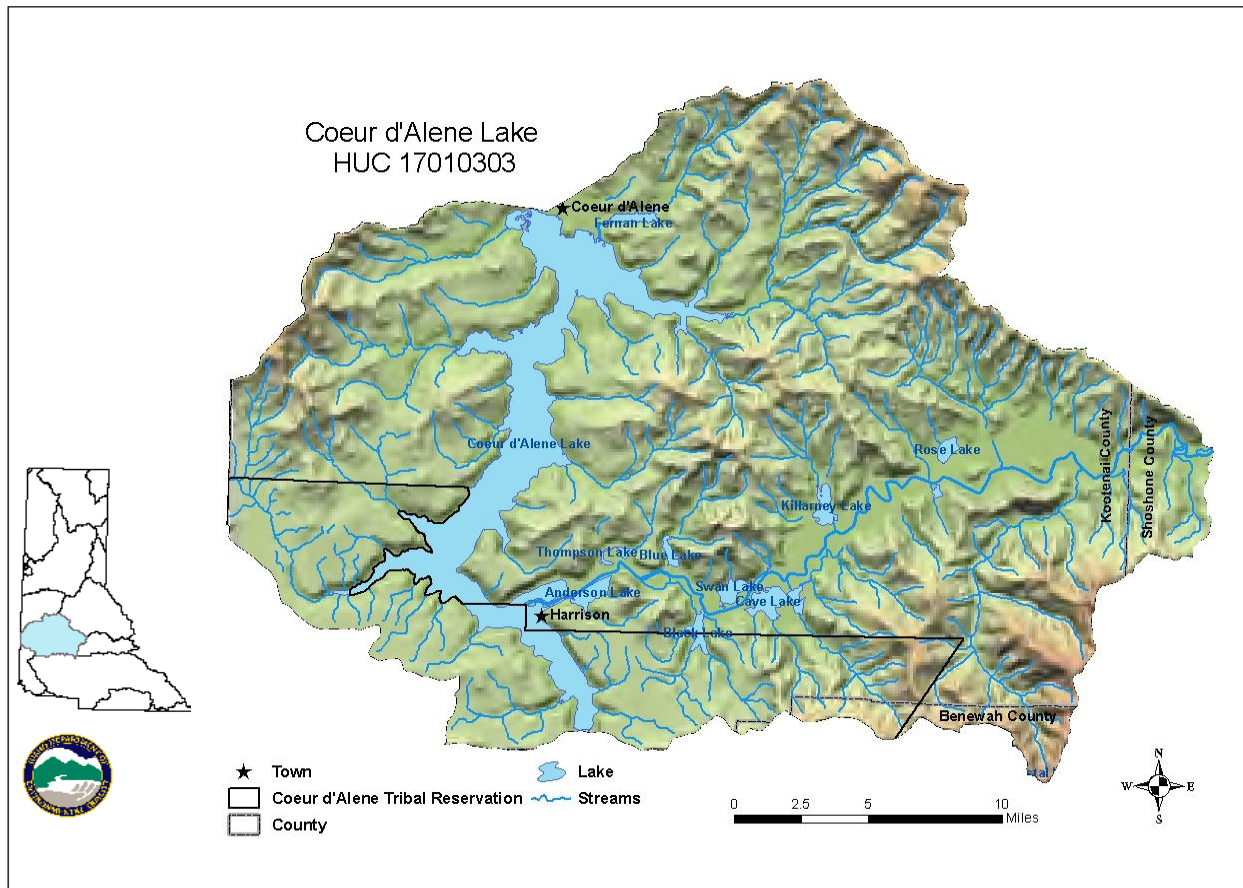 Coeur d'Alene Lake
HUC 17010303
Coeur d'Alene
Fernan Lake
Coeur d'Alene Lake
Rose Lake
Kootenai County
Shoshone County
Killarney Lake
Thompson Lake
Blue Lake
Anderson Lake
Swan Lake
Cave Lake
Harrison
Black Lake
Benewah County
Town
Lake
Coeur d'Alene Tribal Reservation
Streams
County
0 2.5 5 10
Miles
N
W E
S